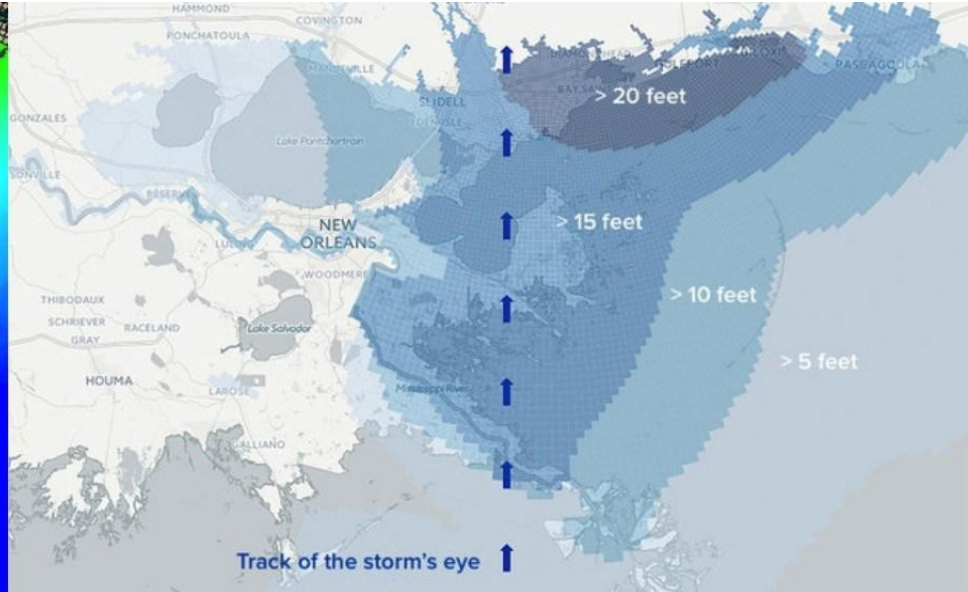 HAMMOND
COVINGTON
PONCHATOULA
MANDEVILLE
SLIDELL
> 20 feet
PASCAGOULA
GONZALES
Lake Pontchartrain
RESERVE
NEW
ORLEANS
> 15 feet
WOODMERE
> 10 feet
THIBODAUX
SCHRIEVER
RACELAND
GRAY
Lake Salvador
> 5 feet
HOUMA
LAROSE
Mississippi River
GALLIANO
Track of the storm's eye